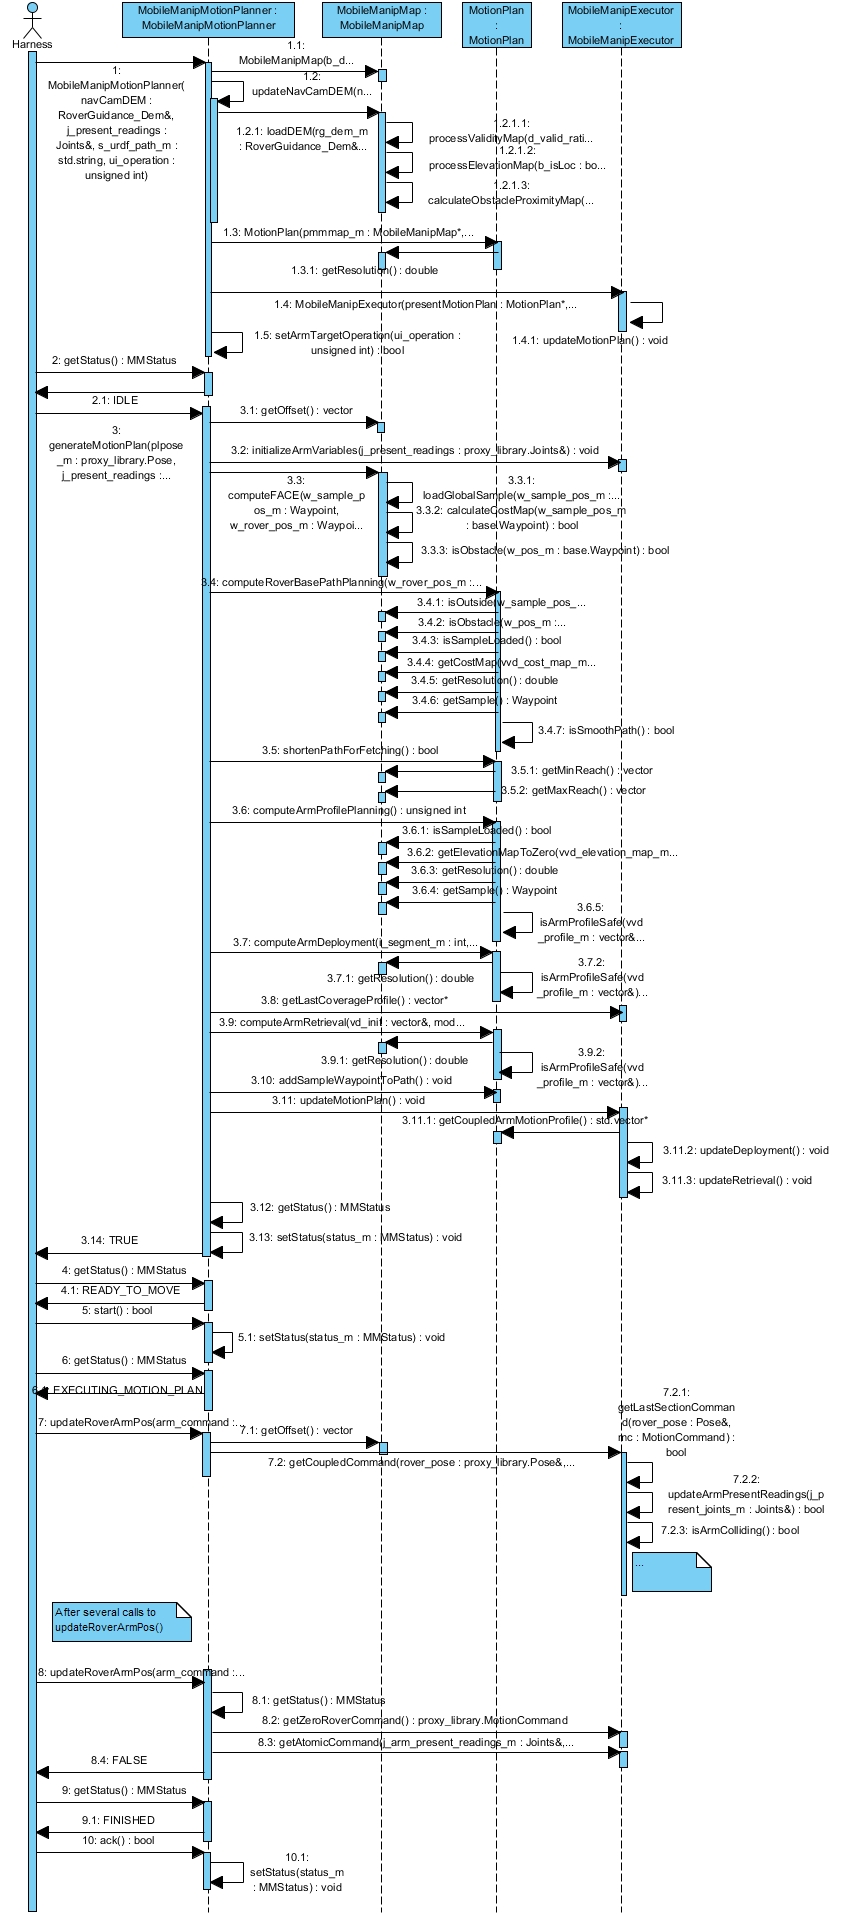 Harness
MobileManipMotionPlanner :
MobileManipMotionPlanner
MobileManipMap :
MobileManipMap
MotionPlan
:
MotionPlan
MobileManipExecutor
:
MobileManipExecutor
1:
MobileManipMotionPlanner(
navCamDEM :
RoverGuidance_Dem&,
j_present_readings :
Joints&, s_urdf_path_m :
std.string, ui_operation :
unsigned int)
1.1:
MobileManipMap(b_d...
1.2:
updateNavCamDEM(n...
1.2.1: loadDEM(rg_dem_m
: RoverGuidance_Dem&...
1.2.1.1:
processValidityMap(d_valid_rati...
1.2.1.2:
processElevationMap(b_isLoc : bo...
1.2.1.3:
calculateObstacleProximityMap(...
1.3: MotionPlan(pmmmap_m : MobileManipMap*,...
1.3.1: getResolution() : double
1.4: MobileManipExecutor(presentMotionPlan : MotionPlan*,...
1.4.1: updateMotionPlan() : void
1.5: setArmTargetOperation(ui_operation :
unsigned int) : bool
2: getStatus() : MMStatus
2.1: IDLE
3:
generateMotionPlan(plpose
_m : proxy_library.Pose,
j_present_readings :...
3.1: getOffset() : vector
3.2: initializeArmVariables(j_present_readings : proxy_library.Joints&) : void
3.3:
computeFACE(w_sample_p
os_m : Waypoint,
w_rover_pos_m : Waypoi...
3.3.1:
loadGlobalSample(w_sample_pos_m :...
3.3.2: calculateCostMap(w_sample_pos_m
: base.Waypoint) : bool
3.3.3: isObstacle(w_pos_m : base.Waypoint) : bool
3.4: computeRoverBasePathPlanning(w_rover_pos_m :...
3.4.1: isOutside(w_sample_pos_...
3.4.2: isObstacle(w_pos_m :...
3.4.3: isSampleLoaded() : bool
3.4.4: getCostMap(vvd_cost_map_m...
3.4.5: getResolution() : double
3.4.6: getSample() : Waypoint
3.4.7: isSmoothPath() : bool
3.5: shortenPathForFetching() : bool
3.5.1: getMinReach() : vector
3.5.2: getMaxReach() : vector
3.6: computeArmProfilePlanning() : unsigned int
3.6.1: isSampleLoaded() : bool
3.6.2: getElevationMapToZero(vvd_elevation_map_m...
3.6.3: getResolution() : double
3.6.4: getSample() : Waypoint
3.6.5:
isArmProfileSafe(vvd
_profile_m : vector&...
3.7: computeArmDeployment(i_segment_m : int,...
3.7.1: getResolution() : double
3.7.2:
isArmProfileSafe(vvd
_profile_m : vector&)...
3.8: getLastCoverageProfile() : vector*
3.9: computeArmRetrieval(vd_init : vector&, mod...
3.9.1: getResolution() : double
3.9.2:
isArmProfileSafe(vvd
_profile_m : vector&)...
3.10: addSampleWaypointToPath() : void
3.11: updateMotionPlan() : void
3.11.1: getCoupledArmMotionProfile() : std.vector*
3.11.2: updateDeployment() : void
3.11.3: updateRetrieval() : void
3.12: getStatus() : MMStatus
3.13: setStatus(status_m : MMStatus) : void
3.14: TRUE
4: getStatus() : MMStatus
4.1: READY_TO_MOVE
5: start() : bool
5.1: setStatus(status_m : MMStatus) : void
6: getStatus() : MMStatus
6.1: EXECUTING_MOTION_PLAN
7: updateRoverArmPos(arm_command :...
7.1: getOffset() : vector
7.2: getCoupledCommand(rover_pose : proxy_library.Pose&,...
7.2.1:
getLastSectionComman
d(rover_pose : Pose&,
mc : MotionCommand) :
bool
7.2.2:
updateArmPresentReadings(j_p
resent_joints_m : Joints&) : bool
7.2.3: isArmColliding() : bool
...
After several calls to
updateRoverArmPos()
8: updateRoverArmPos(arm_command :...
8.1: getStatus() : MMStatus
8.2: getZeroRoverCommand() : proxy_library.MotionCommand
8.3: getAtomicCommand(j_arm_present_readings_m : Joints&,...
8.4: FALSE
9: getStatus() : MMStatus
9.1: FINISHED
10: ack() : bool
10.1:
setStatus(status_m
: MMStatus) : void